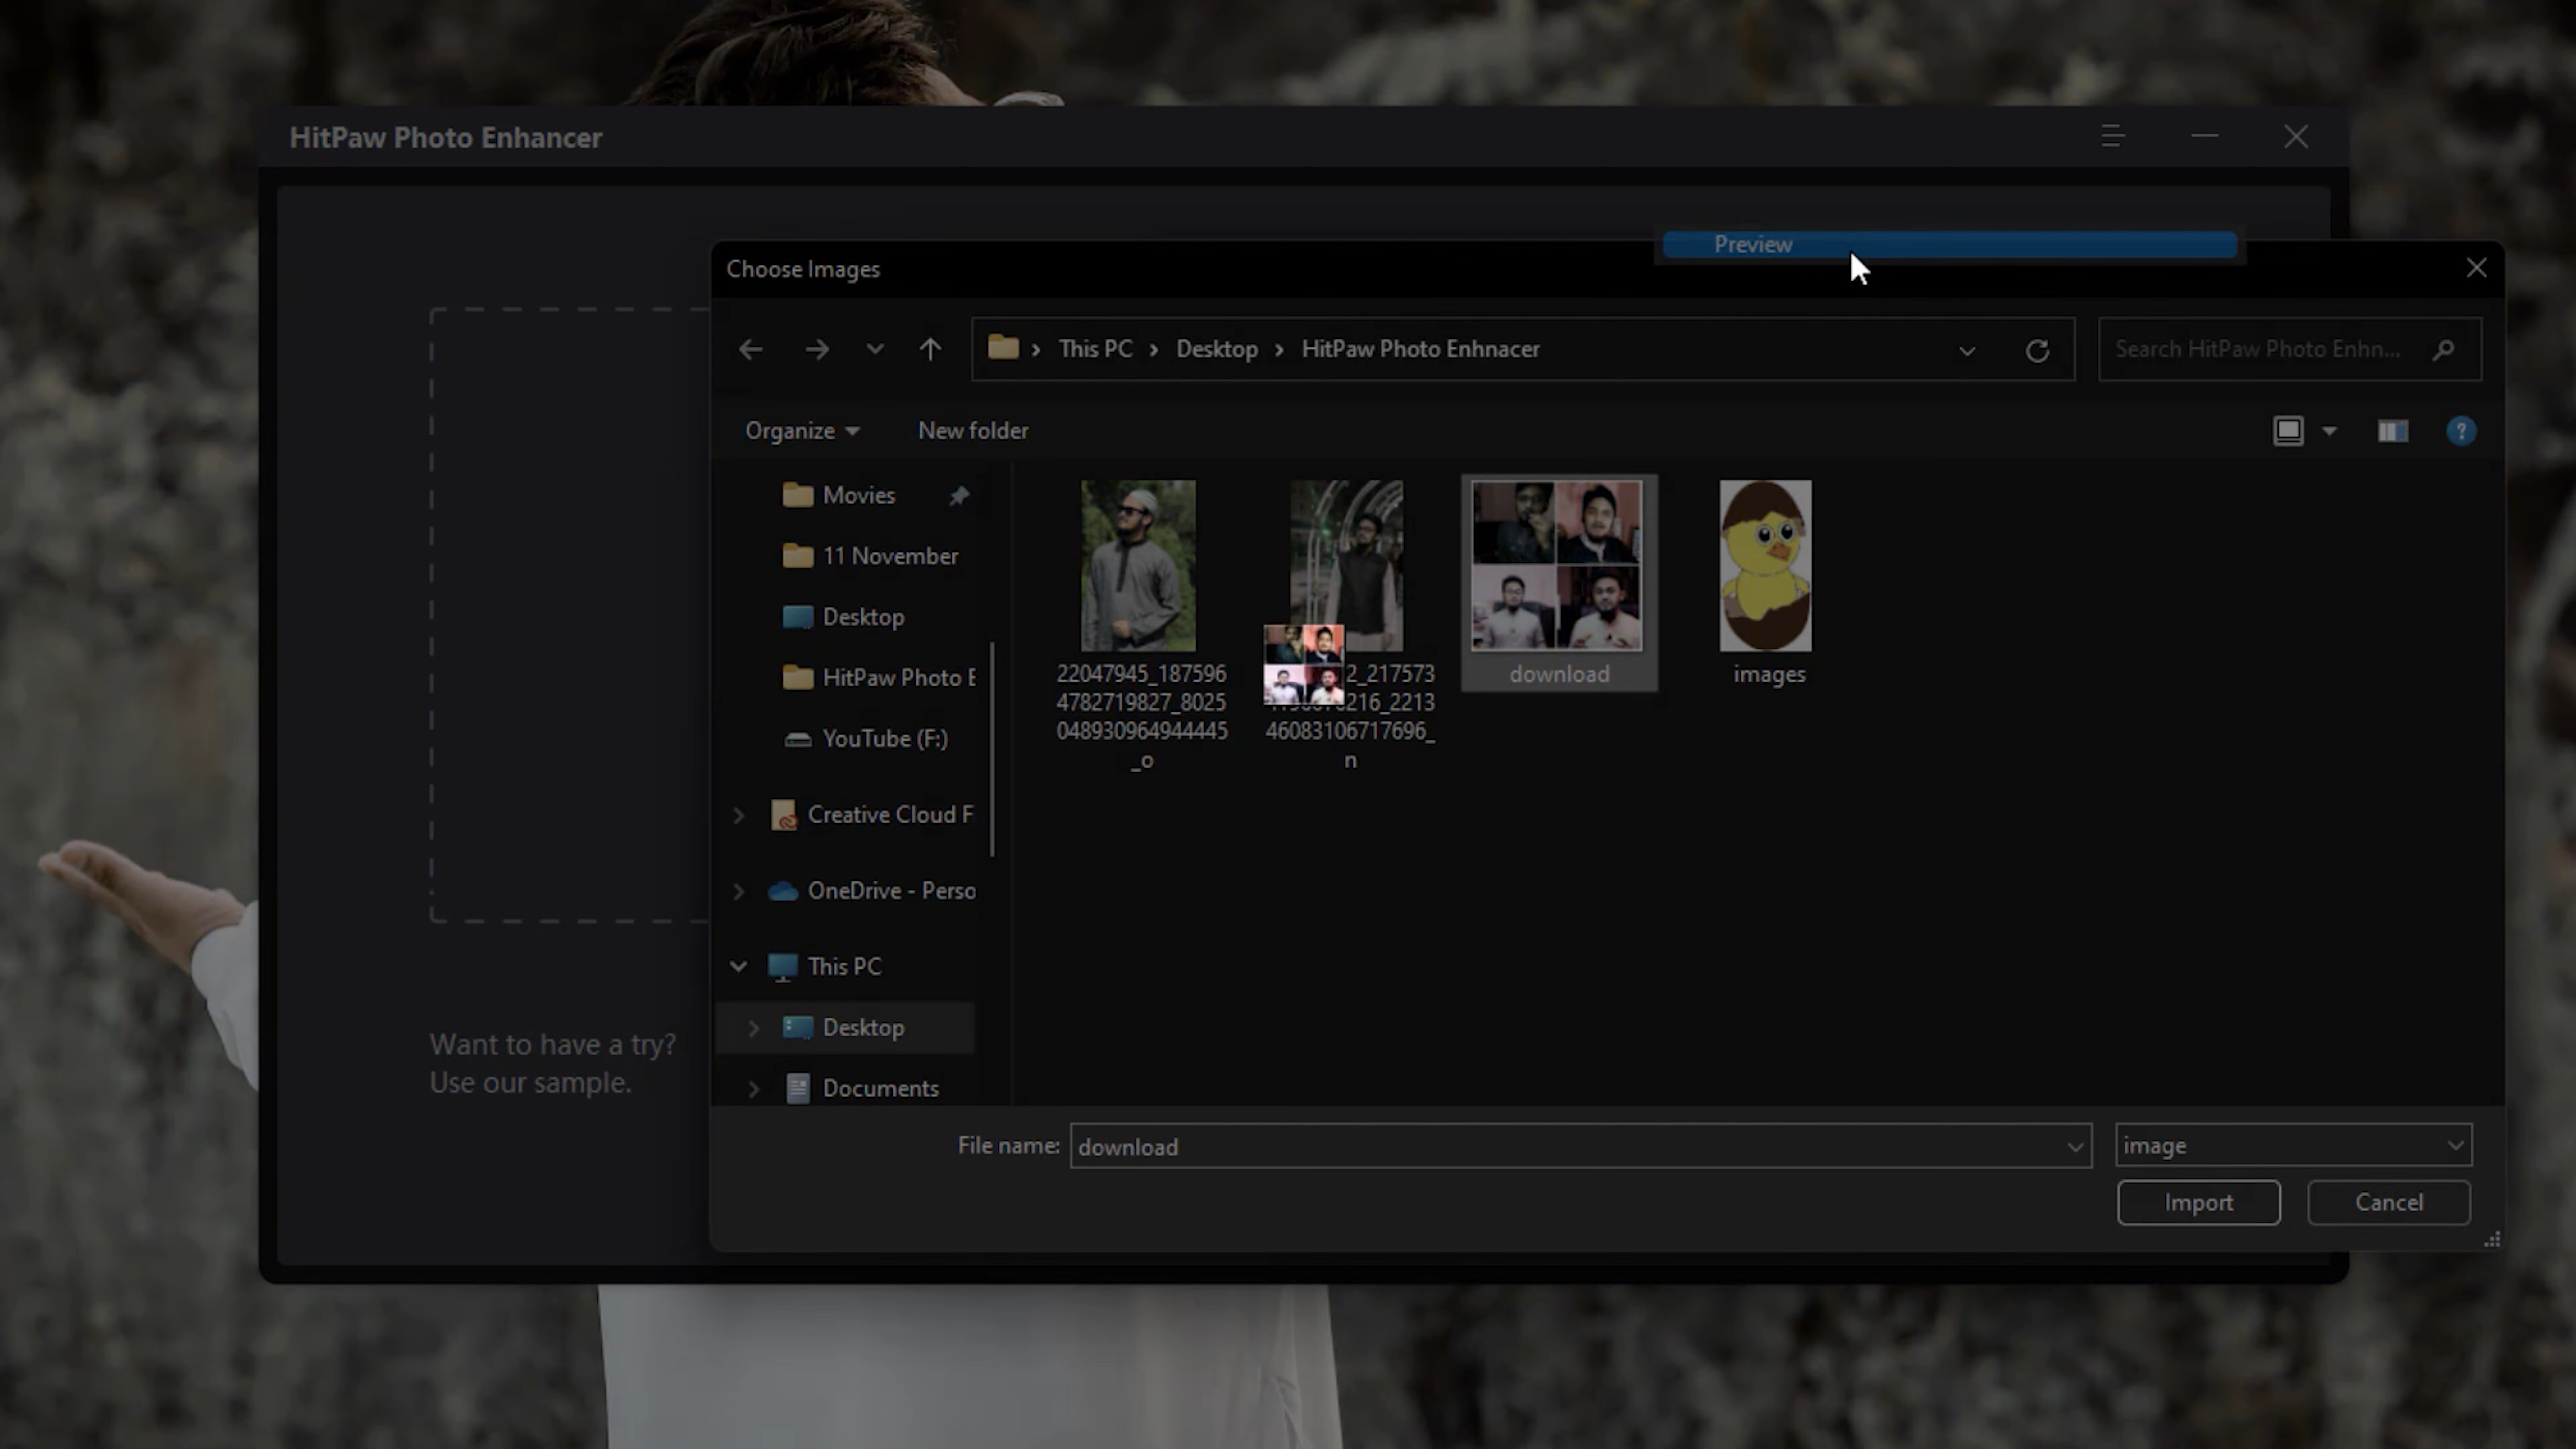 HitPaw Photo Enhancer
Preview
Choose Images
This PC > Desktop > HitPaw Photo Enhnacer
Search HitPaw Photo Enhn...
Organize
New folder
Movies
11 November
Desktop
HitPaw Photo E
YouTube (F:)
Creative Cloud F
OneDrive - Perso
This PC
Desktop
Documents
22047945_187596
4782719827_8025
048930964944445
_o
2_217573
216_2213
46083106717696_
n
download
images
Want to have a try?
Use our sample.
File name:
download
image
Import
Cancel